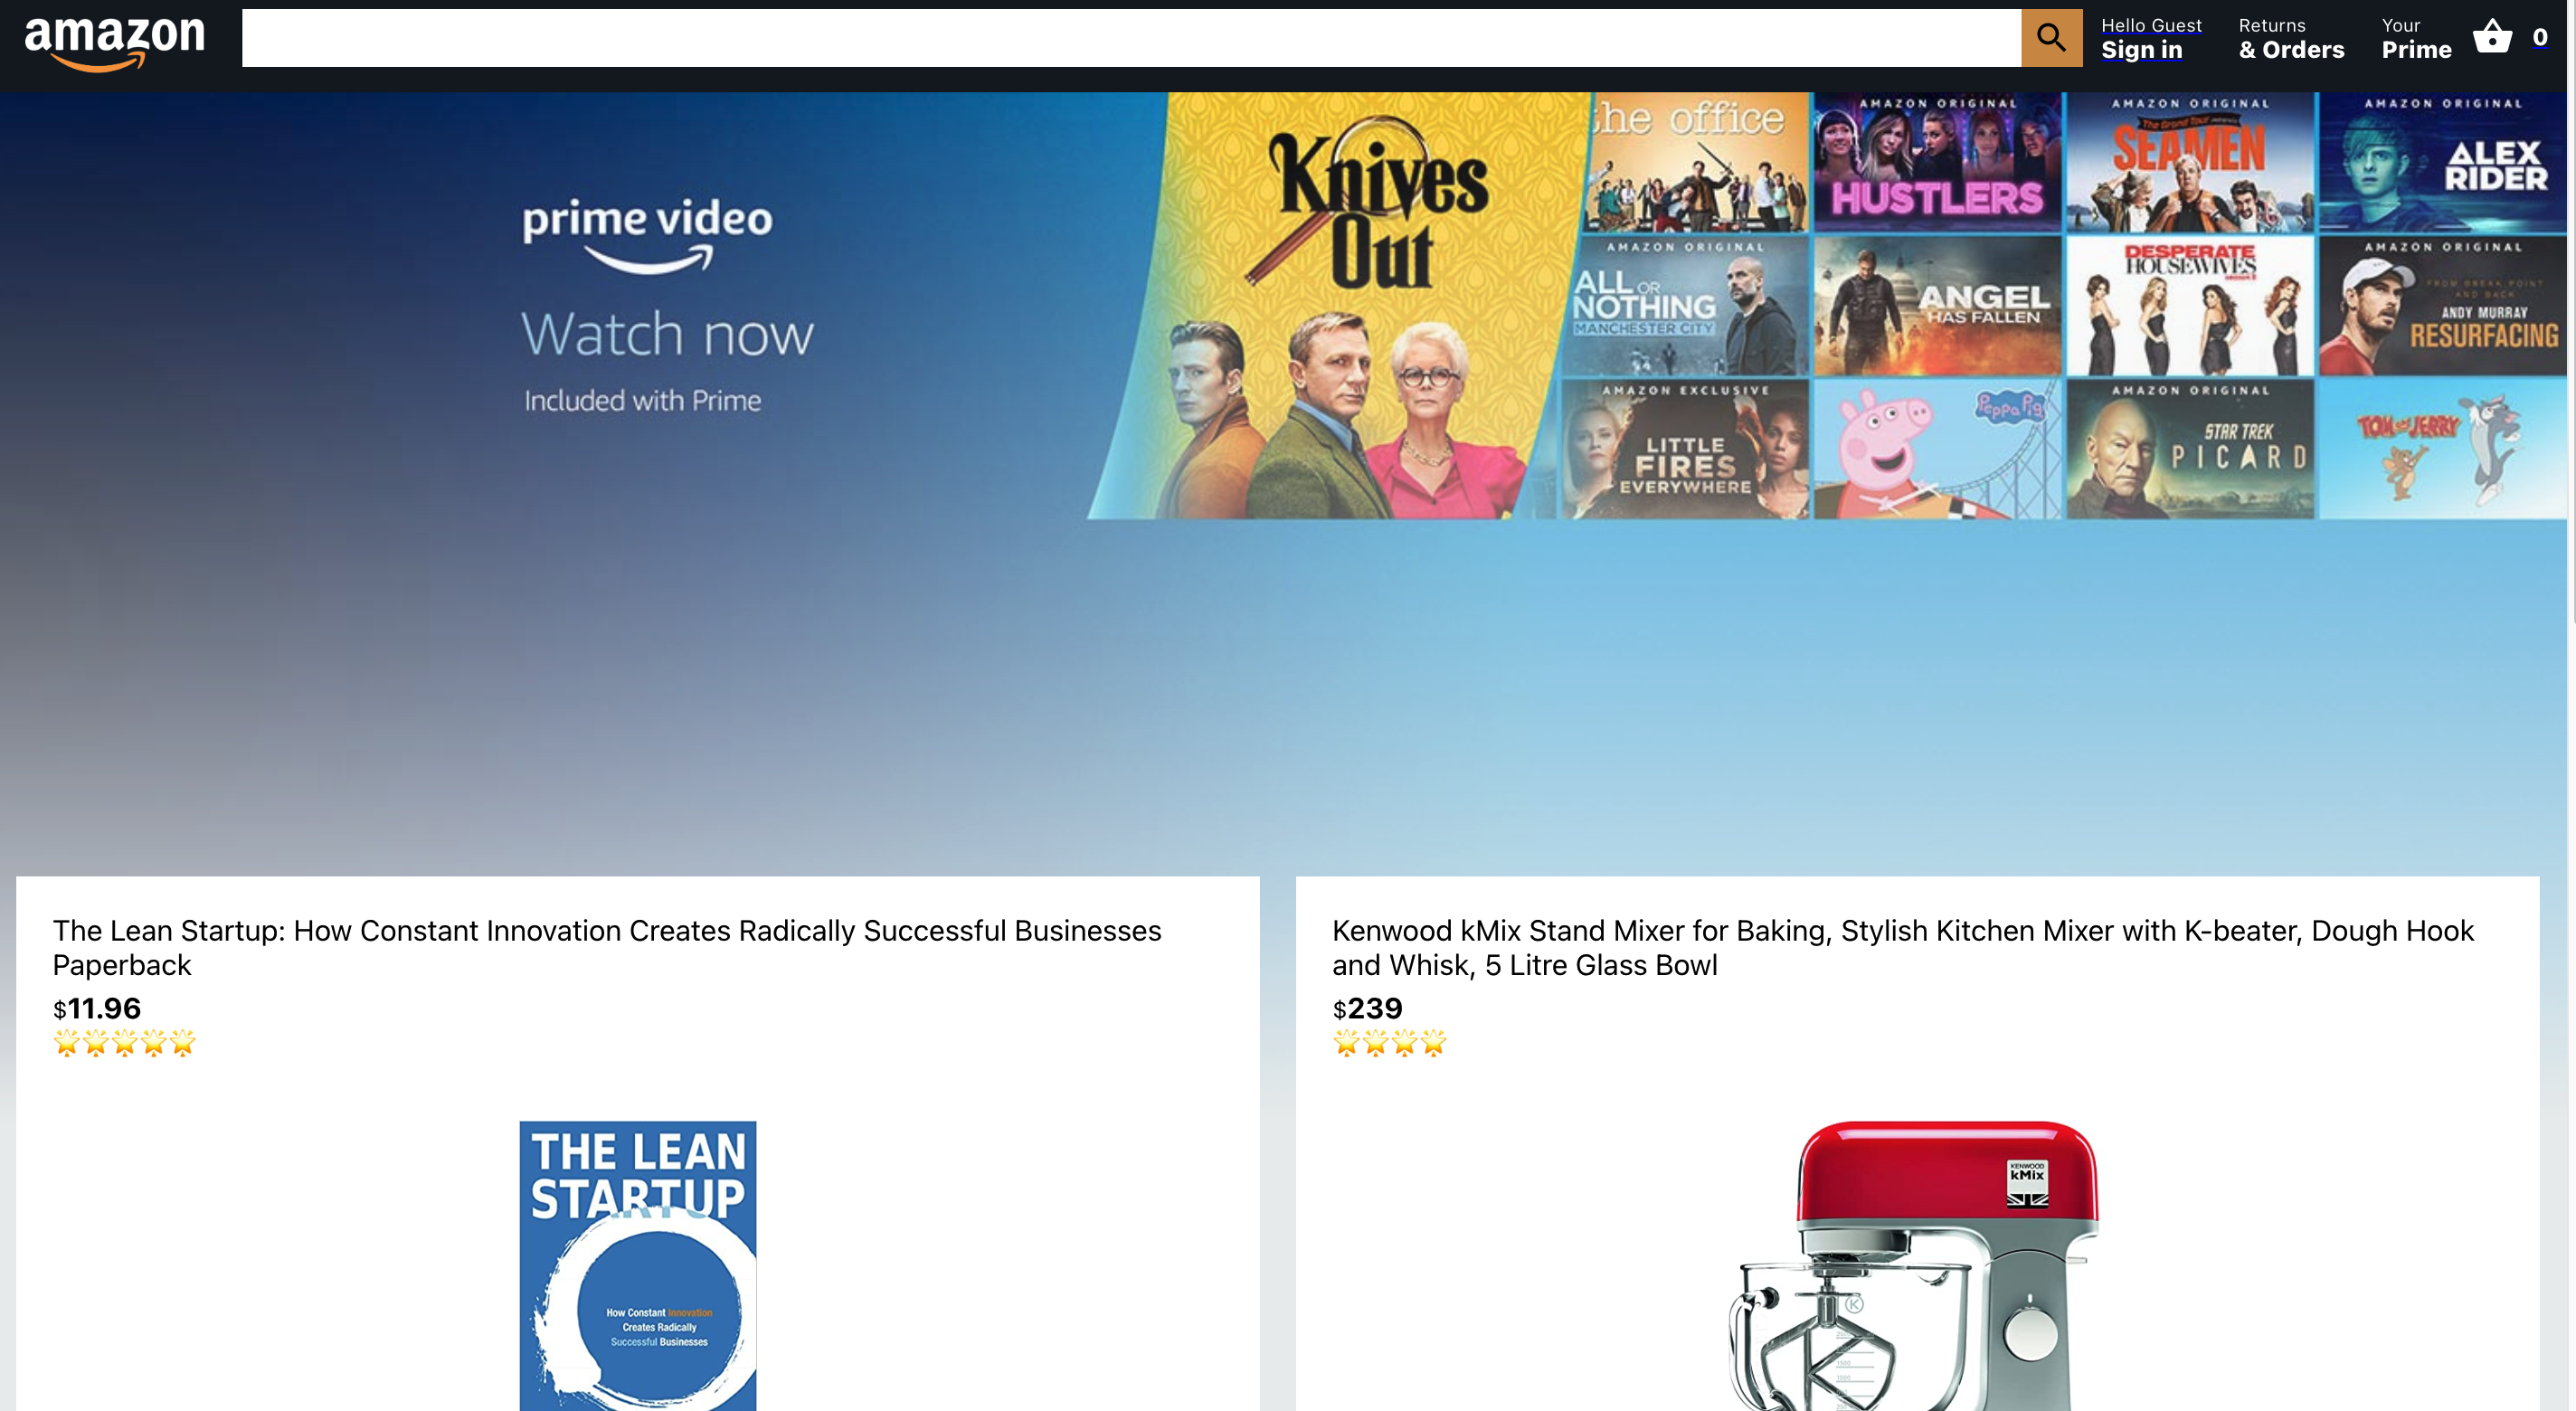 amazon
Hello Guest
Sign in
Returns
& Orders
Your
Prime
0
prime video
Watch now
Included with Prime
Knives
Out
the office
AMAZON ORIGINAL
HUSTLERS
AMAZON ORIGINAL
The Grand Tour presents
SEAMEN
AMAZON ORIGINAL
ALEX
RIDER
AMAZON ORIGINAL
ALL OR
NOTHING
MANCHESTER CITY
ANGEL
HAS FALLEN
DESPERATE
HOUSEWIVES
AMAZON ORIGINAL
FROM BREAK POINT
AND BACK
ANDY MURRAY
RESURFACING
AMAZON EXCLUSIVE
LITTLE
FIRES
EVERYWHERE
Peppa Pig
AMAZON ORIGINAL
STAR TREK
PICARD
TOM and JERRY
The Lean Startup: How Constant Innovation Creates Radically Successful Businesses
Paperback
$11.96
THE LEAN
STARTUP
How Constant Innovation
Creates Radically
Successful Businesses
Kenwood kMix Stand Mixer for Baking, Stylish Kitchen Mixer with K-beater, Dough Hook
and Whisk, 5 Litre Glass Bowl
$239
KENWOOD
kMix
K